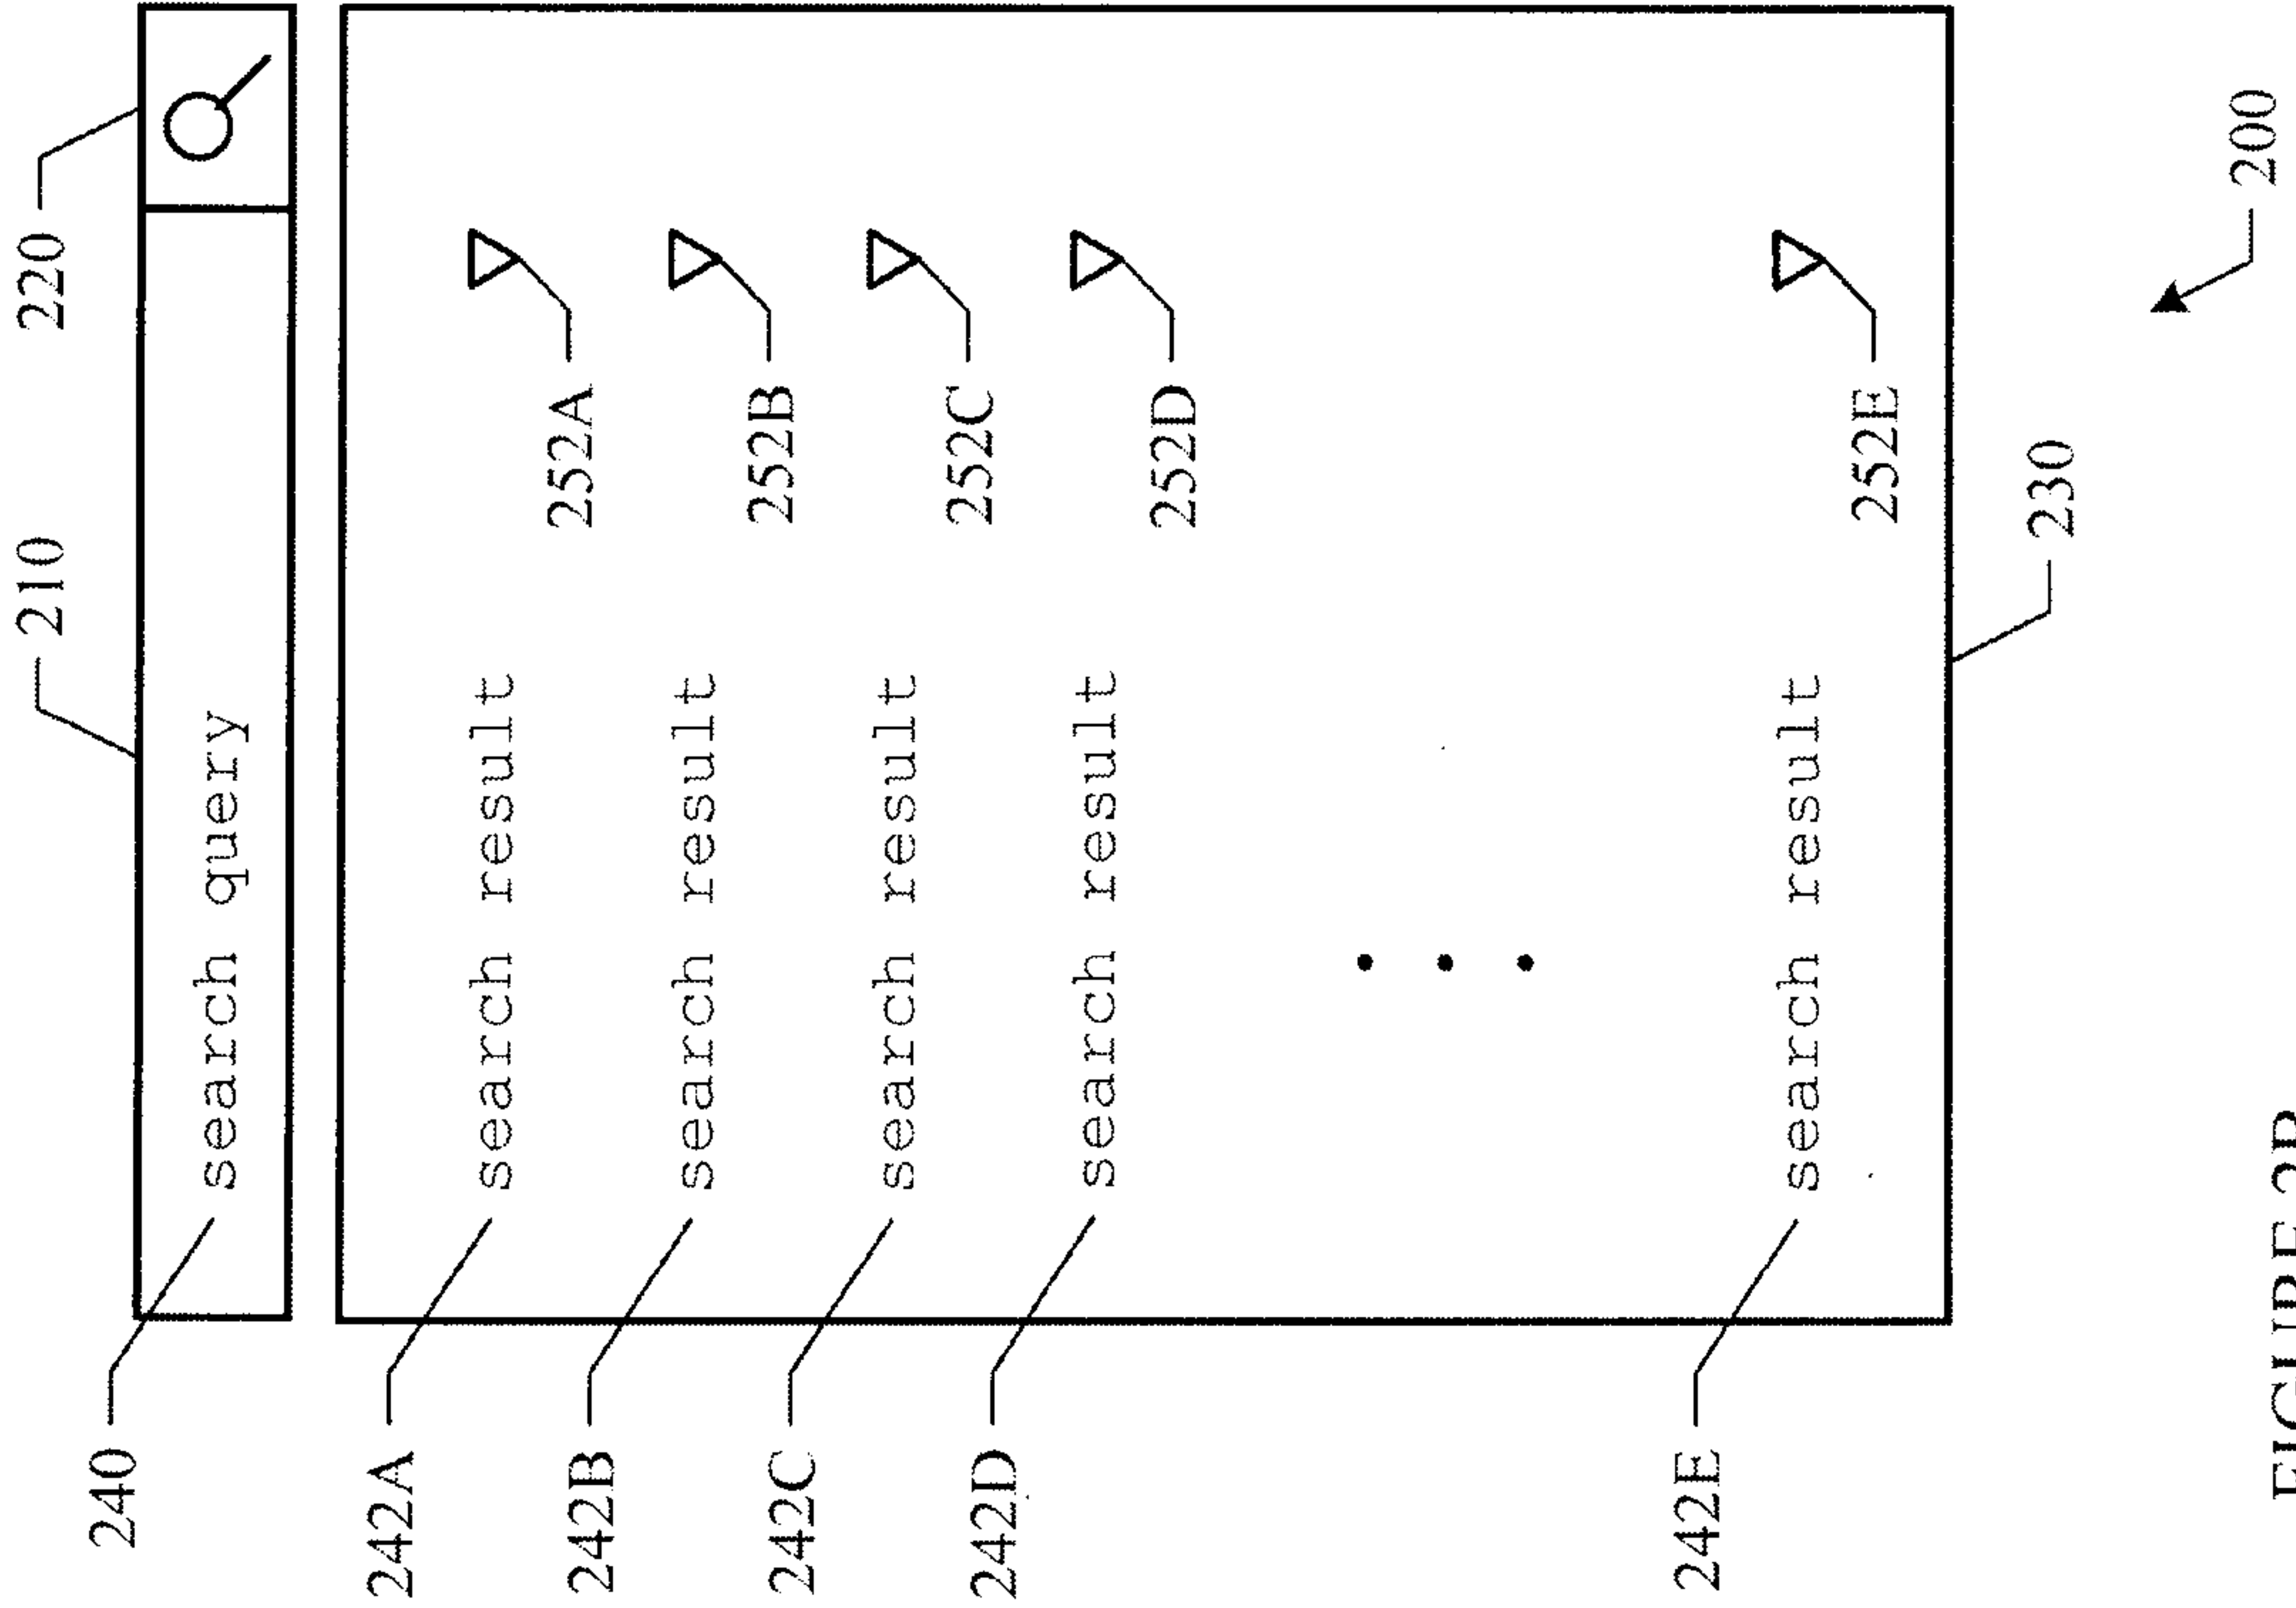 210 220
240
search query
242A search result 252A
242B search result 252B
242C search result 252C
242D search result 252D
242E search result 252E
230
200
FIGURE